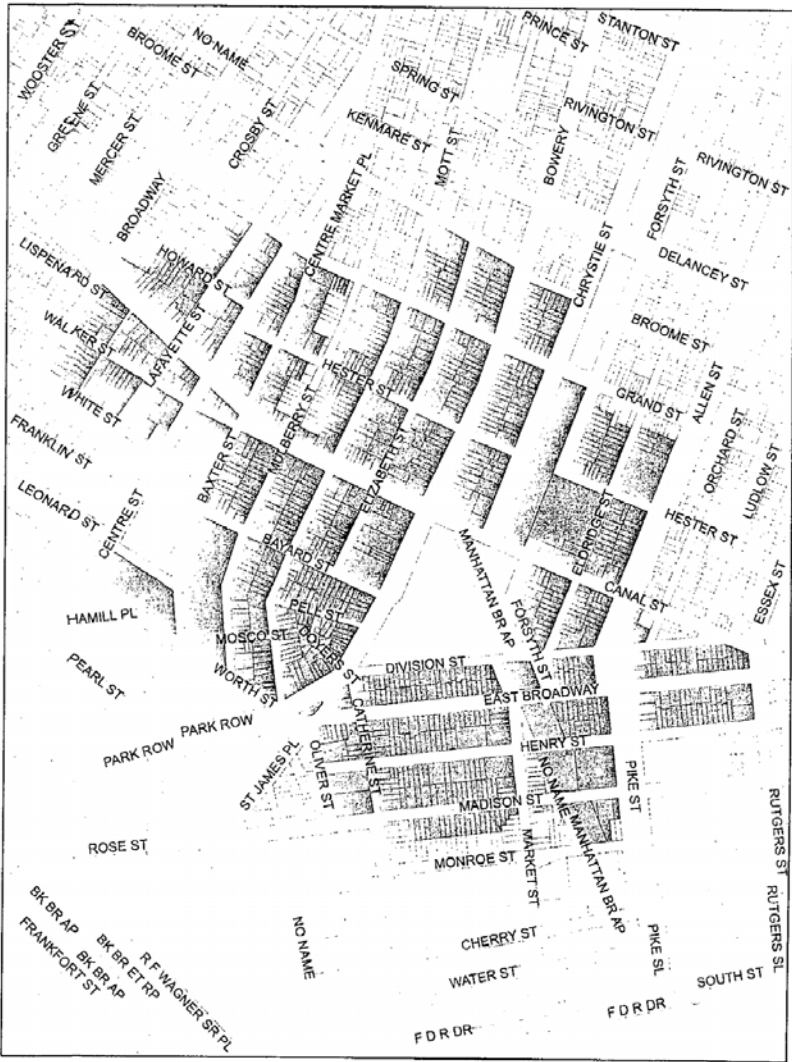 WOOSTER ST
BROOME ST
NO NAME
PRINCE ST
STANTON ST
GREENE ST
MERCER ST
CROSBY ST
SPRING ST
KENMARE ST
MOTT ST
BOWERY
RIVINGTON ST
RIVINGTON ST
FORSYTH ST
BROADWAY
CENTRE MARKET PL
HOWARD ST
CHRYSTIE ST
DELANCEY ST
LISPENARD ST
LAFAYETTE ST
WALKER ST
WHITE ST
HESTER ST
BROOME ST
GRAND ST
ALLEN ST
FRANKLIN ST
BAXTER ST
MULBERRY ST
ELIZABETH ST
ORCHARD ST
LUDLOW ST
LEONARD ST
CENTRE ST
BAYARD ST
ELDRIDGE ST
HESTER ST
ESSEX ST
MANHATTAN BR AP
CANAL ST
HAMILL PL
PELL ST
MOSCO ST
DOYERS ST
FORSYTH ST
PEARL ST
WORTH ST
DIVISION ST
EAST BROADWAY
PARK ROW
PARK ROW
CATHERINE ST
OLIVER ST
ST JAMES PL
HENRY ST
MADISON ST
NO NAME
MANHATTAN BR AP
PIKE ST
RUTGERS ST
ROSE ST
MONROE ST
MARKET ST
BK BR AP
FRANKFORT ST
BK BR ET RP
BK BR AP
R F WAGNER SR PL
NO NAME
CHERRY ST
WATER ST
PIKE SL
RUTGERS SL
SOUTH ST
F D R DR
F D R DR